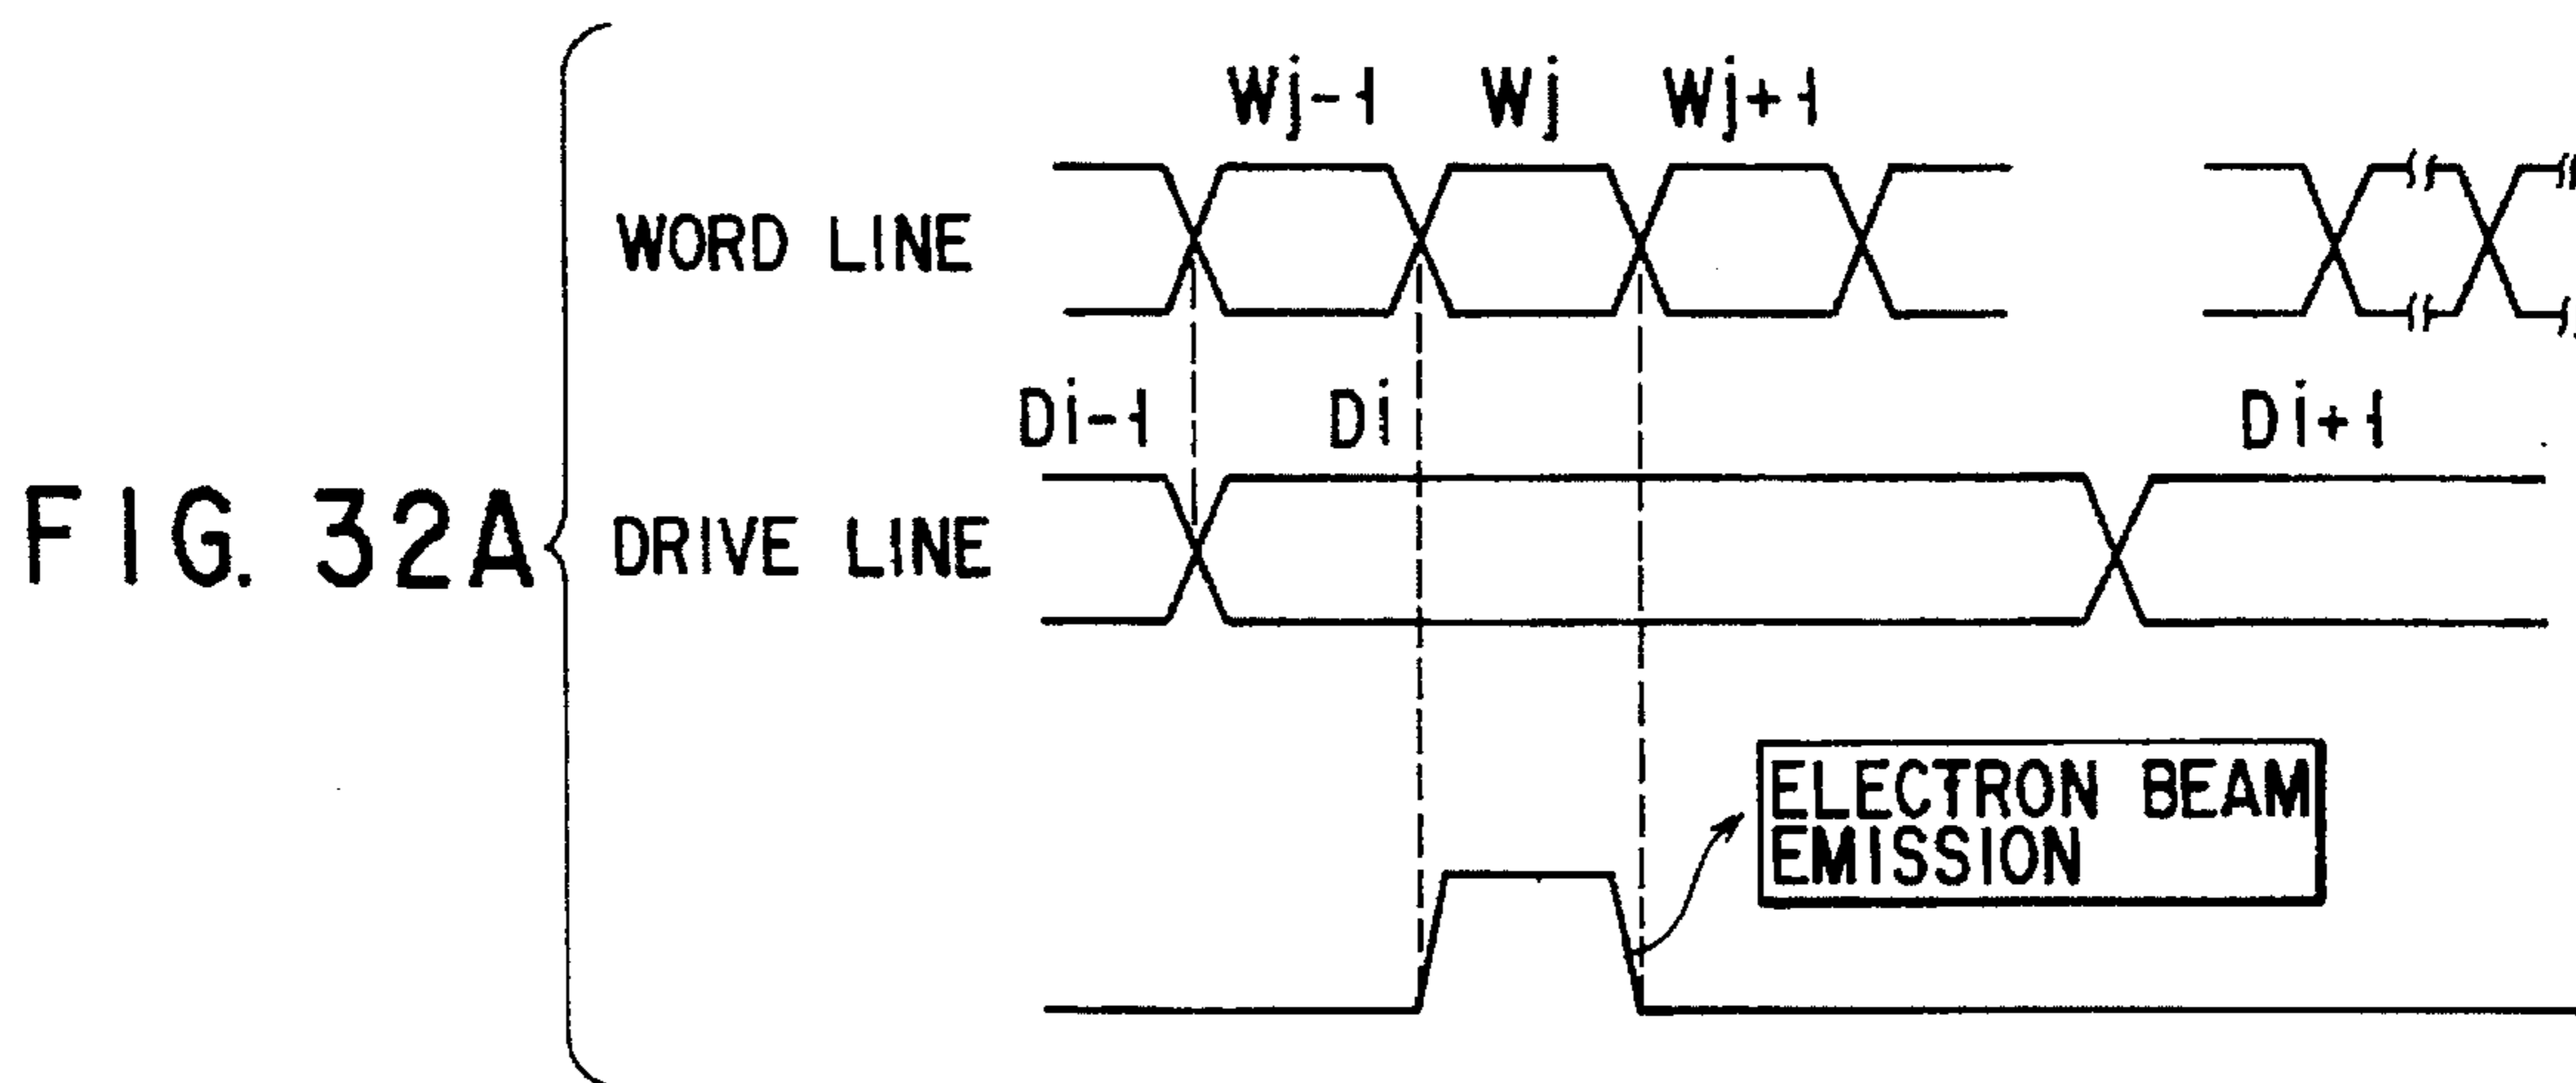 FIG. 32A
Wj-1 Wj Wj+1
WORD LINE
Di-1 Di Di+1
DRIVE LINE
ELECTRON BEAM
EMISSION